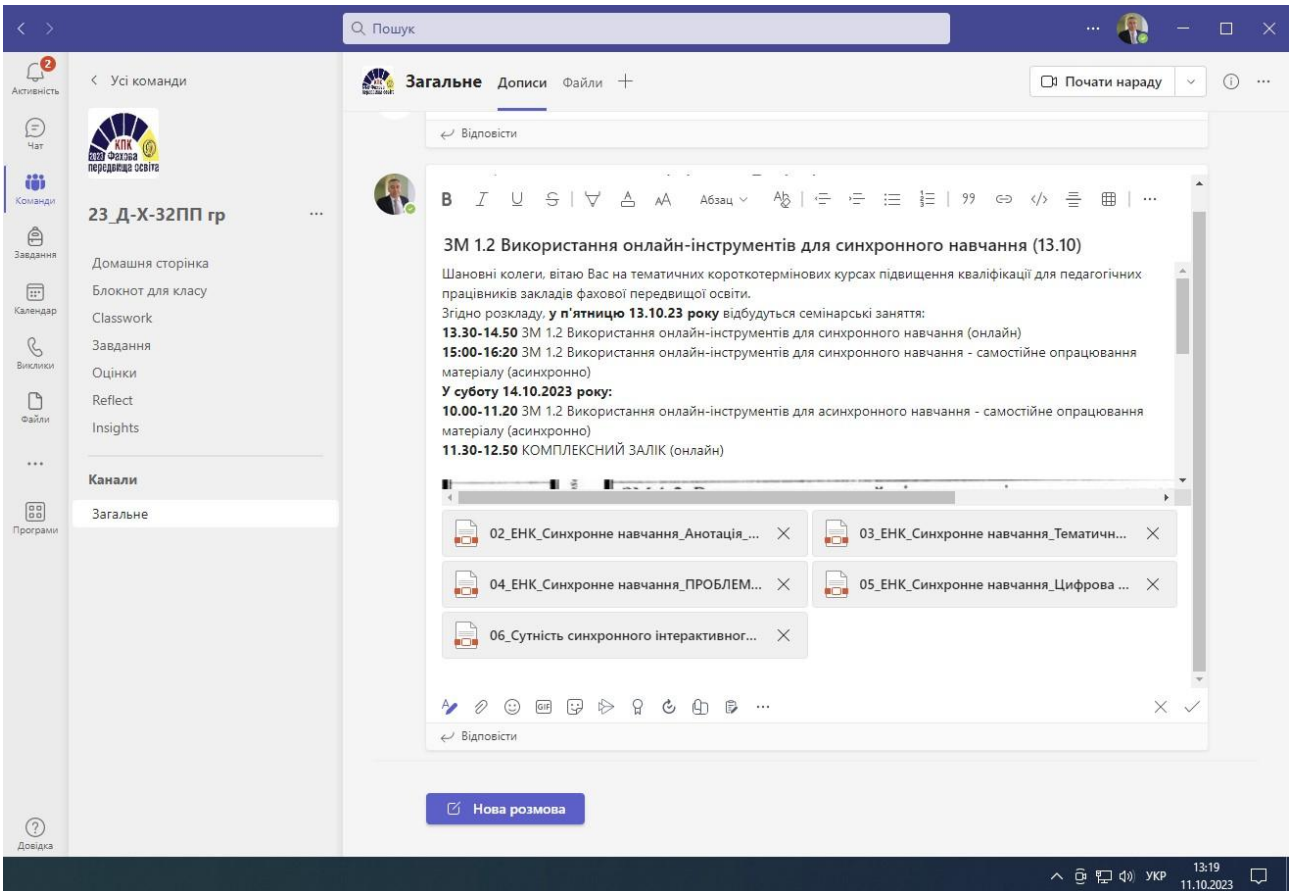 Пошук
2
Активність
Чат
Команди
Завдання
Календар
Виклики
Файли
Програми
Довідка
Усі команди
КПК
2023 Фахова
передвища освіта
23_Д-Х-32ПП гр
Домашня сторінка
Блокнот для класу
Classwork
Завдання
Оцінки
Reflect
Insights
Канали
Загальне
Загальне Дописи Файли
Почати нараду
Відповісти
B I U S A AA Абзац Ab 99 </>
ЗМ 1.2 Використання онлайн-інструментів для синхронного навчання (13.10)
Шановні колеги, вітаю Вас на тематичних короткотермінових курсах підвищення кваліфікації для педагогічних
працівників закладів фахової передвищої освіти.
Згідно розкладу, у п'ятницю 13.10.23 року відбудуться семінарські заняття:
13.30-14.50 ЗМ 1.2 Використання онлайн-інструментів для синхронного навчання (онлайн)
15:00-16:20 ЗМ 1.2 Використання онлайн-інструментів для синхронного навчання - самостійне опрацювання
матеріалу (асинхронно)
У суботу 14.10.2023 року:
10.00-11.20 ЗМ 1.2 Використання онлайн-інструментів для асинхронного навчання - самостійне опрацювання
матеріалу (асинхронно)
11.30-12.50 КОМПЛЕКСНИЙ ЗАЛІК (онлайн)
02_ЕНК_Синхронне навчання_Анотація_...
03_ЕНК_Синхронне навчання_Тематичн...
04_ЕНК_Синхронне навчання_ПРОБЛЕМ...
05_ЕНК_Синхронне навчання_Цифрова ...
06_Сутність синхронного інтерактивног...
GIF
Відповісти
Нова розмова
УКР
13:19
11.10.2023